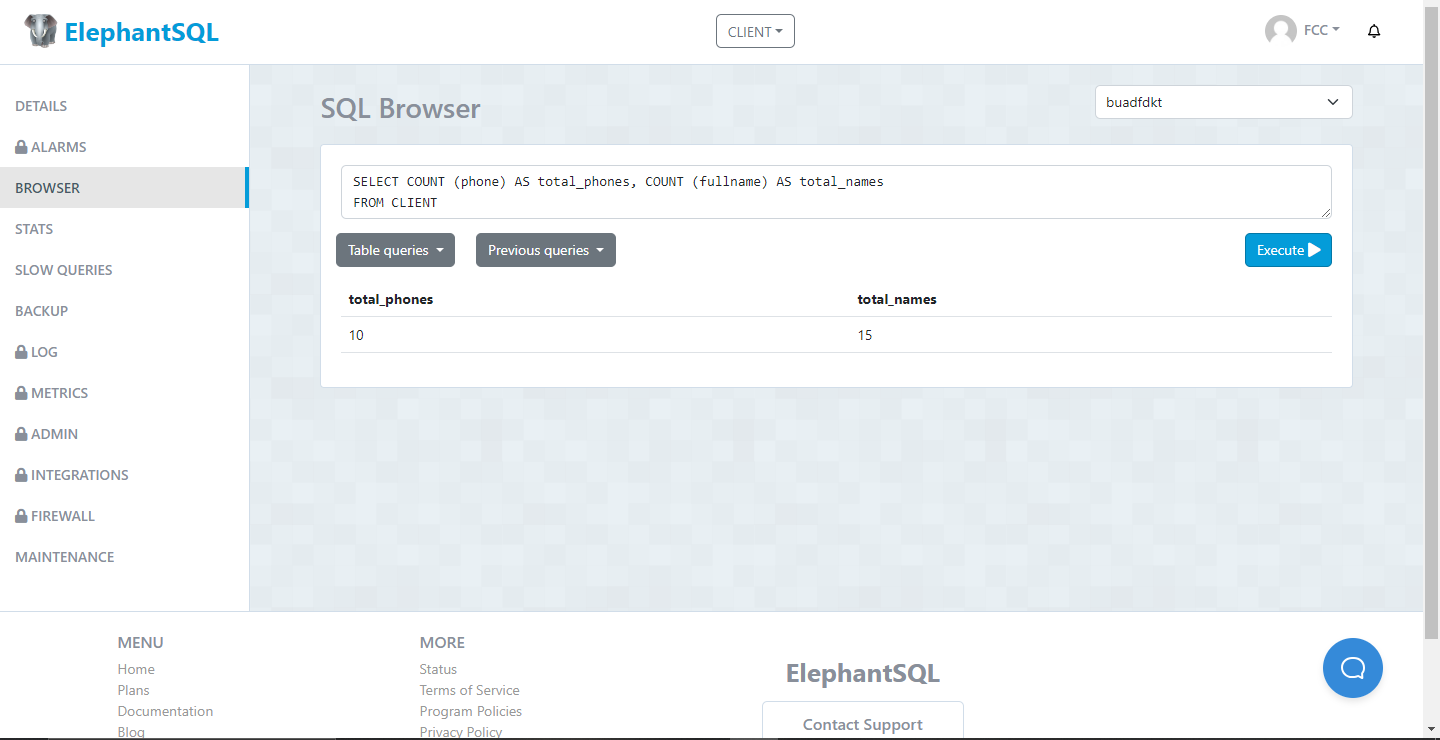 ElephantSQL
CLIENT
FCC
DETAILS
ALARMS
BROWSER
STATS
SLOW QUERIES
BACKUP
LOG
METRICS
ADMIN
INTEGRATIONS
FIREWALL
MAINTENANCE
SQL Browser
buadfdkt
SELECT COUNT (phone) AS total_phones, COUNT (fullname) AS total_names
FROM CLIENT
Table queries
Previous queries
Execute
total_phones total_names
10 15
MENU
Home
Plans
Documentation
Blog
MORE
Status
Terms of Service
Program Policies
Privacy Policy
ElephantSQL
Contact Support